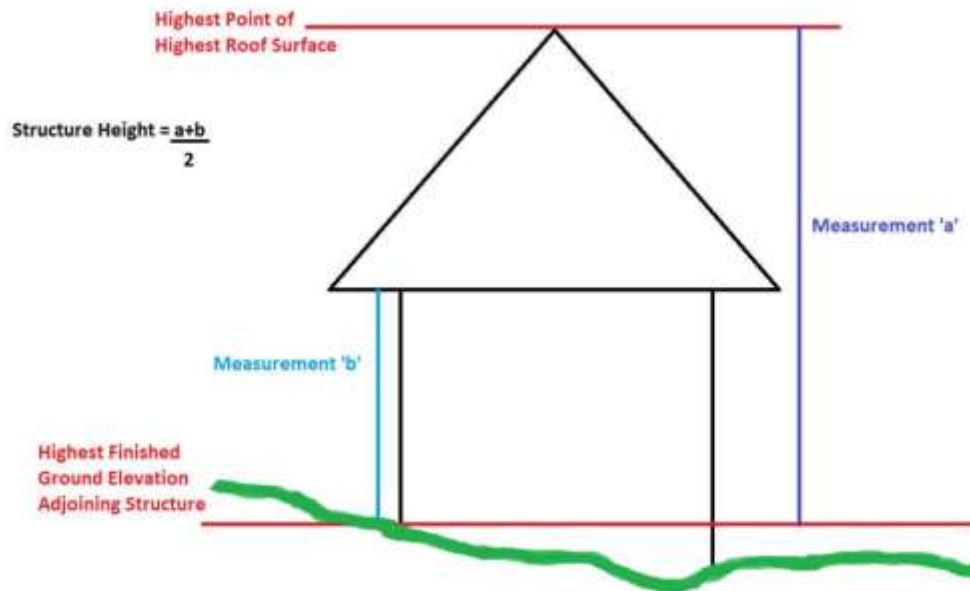 Highest Point of
Highest Roof Surface
Structure Height = a+b
2
Measurement 'a'
Measurement 'b'
Highest Finished
Ground Elevation
Adjoining Structure